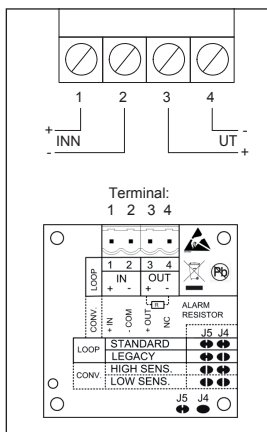 1 2 3 4
+ INN - UT
- +
Terminal:
1 2 3 4
LOOP
1 2 3 4
IN OUT
+ - + -
CONV.
+ IN
- COM
+ OUT
NC
ALARM
RESISTOR
J5 J4
LOOP STANDARD
LEGACY
CONV. HIGH SENS.
LOW SENS.
J5 J4
Pb